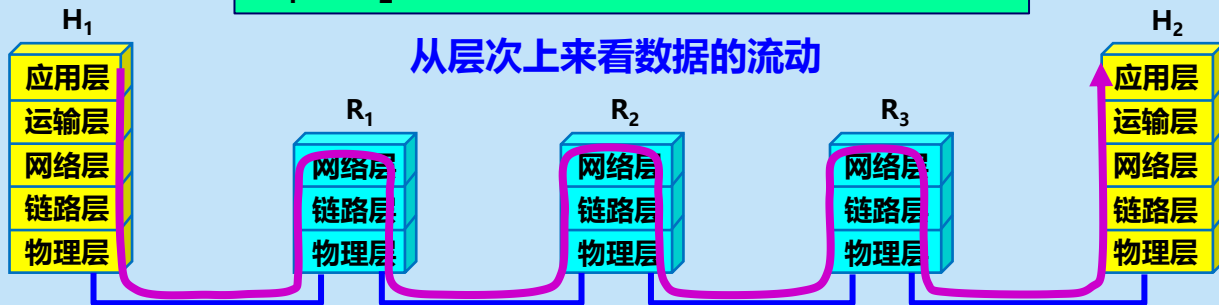 H₁
H₂
从层次上来看数据的流动
应用层
运输层
网络层
链路层
物理层
R₁
网络层
链路层
物理层
R₂
网络层
链路层
物理层
R₃
网络层
链路层
物理层
应用层
运输层
网络层
链路层
物理层